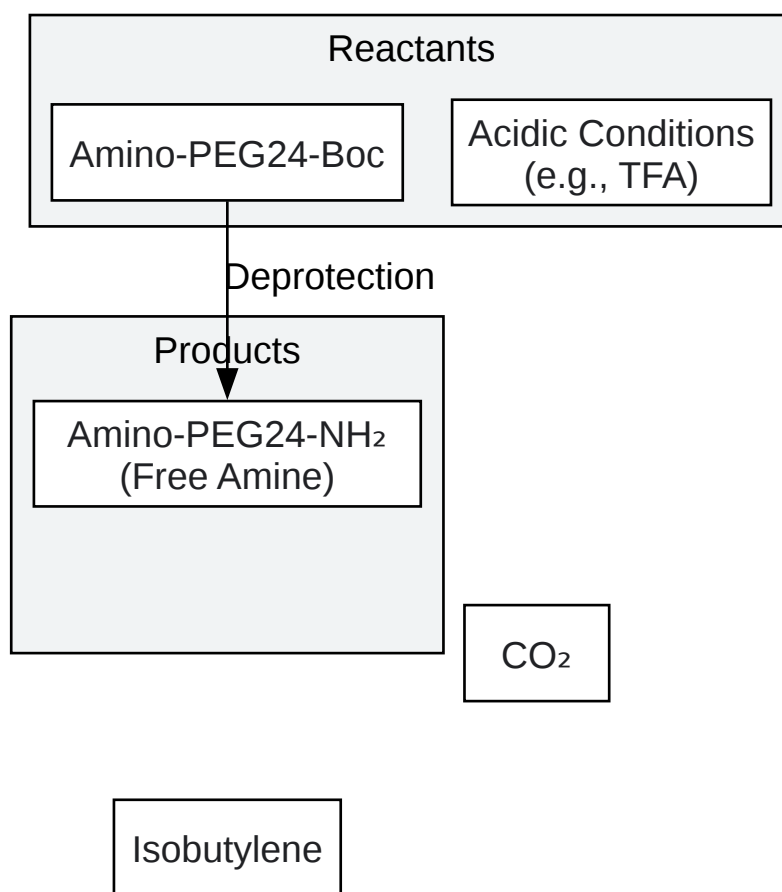 Reactants
Amino-PEG24-Boc
Acidic Conditions
(e.g., TFA)
Deprotection
Products
Amino-PEG24-NH₂
(Free Amine)
CO₂
Isobutylene